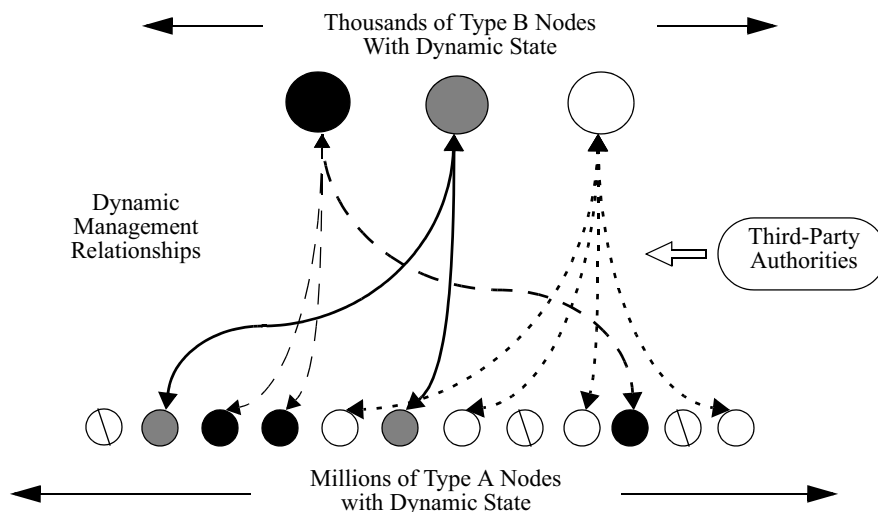 Thousands of Type B Nodes
With Dynamic State
Dynamic
Management
Relationships
Third-Party
Authorities
Millions of Type A Nodes
with Dynamic State